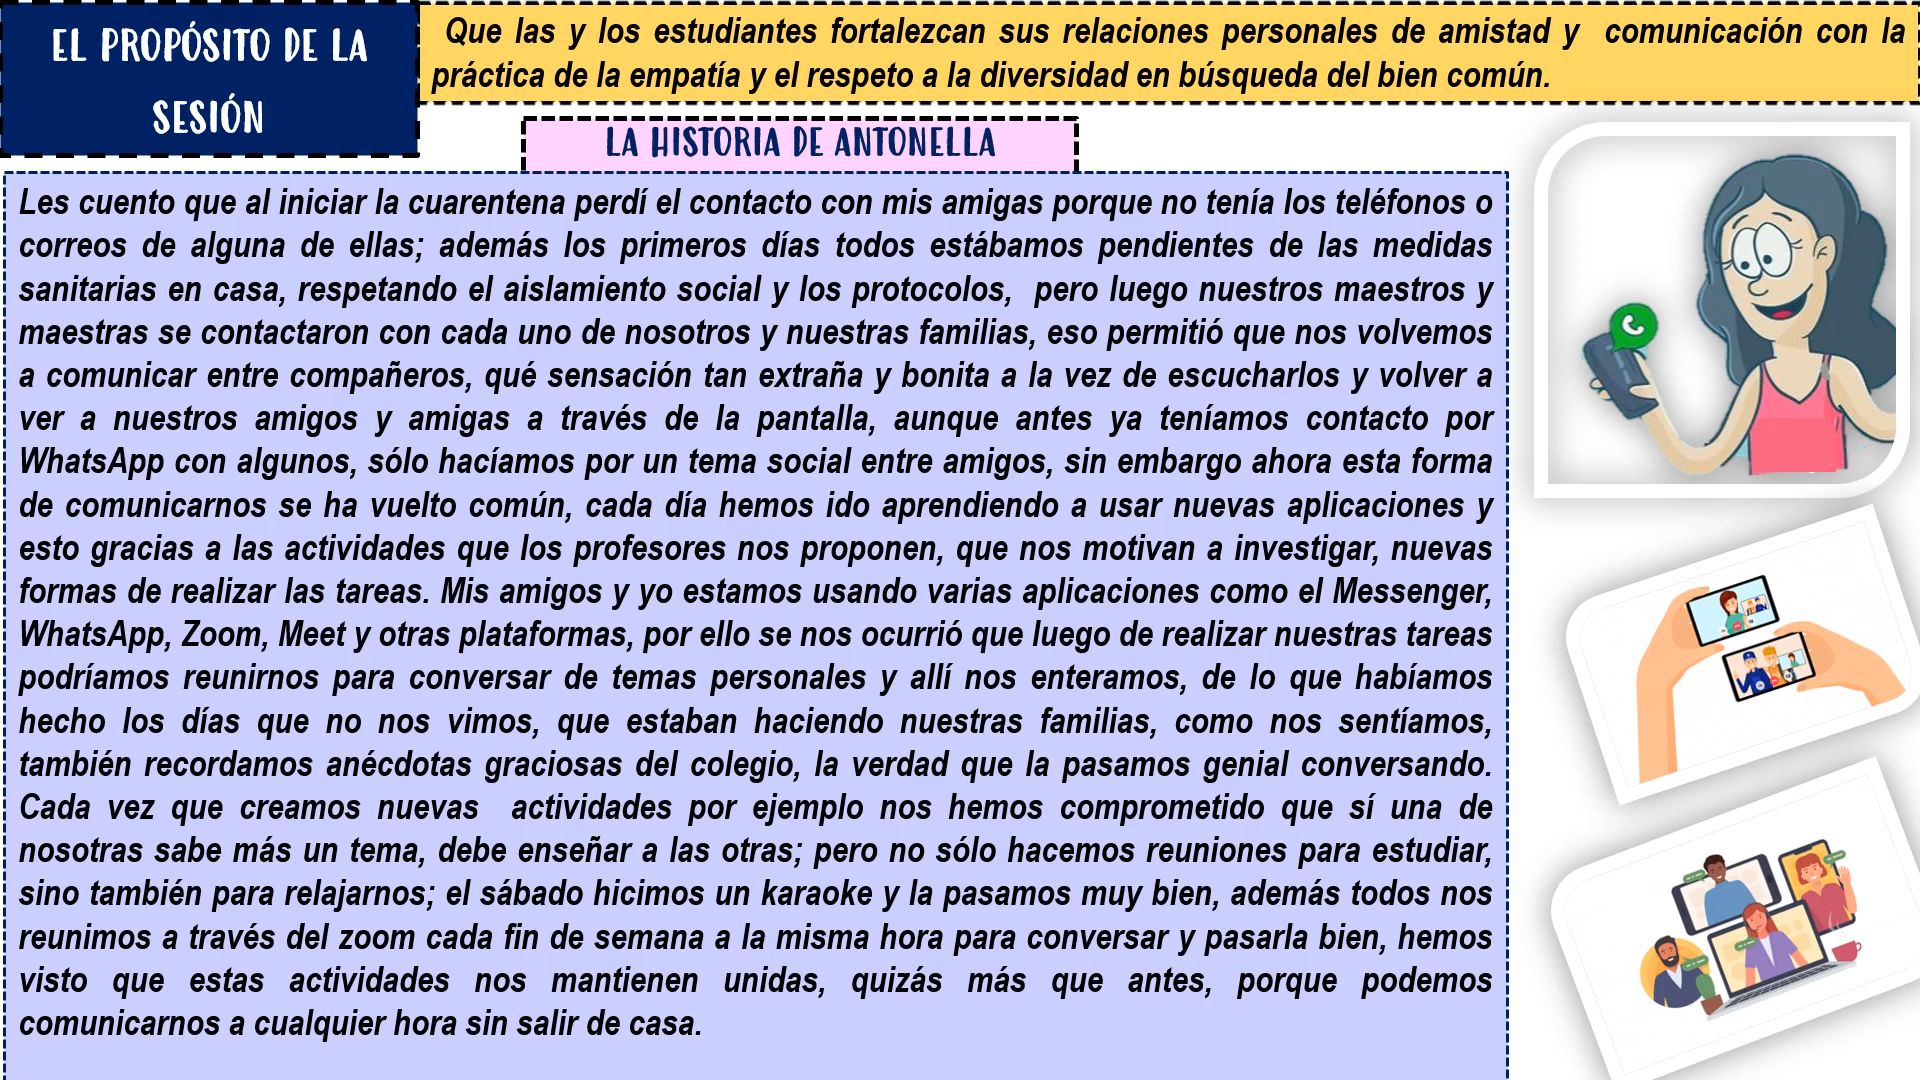 EL PROPÓSITO DE LA
SESIÓN
Que las y los estudiantes fortalezcan sus relaciones personales de amistad y comunicación con la
práctica de la empatía y el respeto a la diversidad en búsqueda del bien común.
LA HISTORIA DE ANTONELLA
Les cuento que al iniciar la cuarentena perdí el contacto con mis amigas porque no tenía los teléfonos o
correos de alguna de ellas; además los primeros días todos estábamos pendientes de las medidas
sanitarias en casa, respetando el aislamiento social y los protocolos, pero luego nuestros maestros y
maestras se contactaron con cada uno de nosotros y nuestras familias, eso permitió que nos volvemos
a comunicar entre compañeros, qué sensación tan extraña y bonita a la vez de escucharlos y volver a
ver a nuestros amigos y amigas a través de la pantalla, aunque antes ya teníamos contacto por
WhatsApp con algunos, sólo hacíamos por un tema social entre amigos, sin embargo ahora esta forma
de comunicarnos se ha vuelto común, cada día hemos ido aprendiendo a usar nuevas aplicaciones y
esto gracias a las actividades que los profesores nos proponen, que nos motivan a investigar, nuevas
formas de realizar las tareas. Mis amigos y yo estamos usando varias aplicaciones como el Messenger,
WhatsApp, Zoom, Meet y otras plataformas, por ello se nos ocurrió que luego de realizar nuestras tareas
podríamos reunirnos para conversar de temas personales y allí nos enteramos, de lo que habíamos
hecho los días que no nos vimos, que estaban haciendo nuestras familias, como nos sentíamos,
también recordamos anécdotas graciosas del colegio, la verdad que la pasamos genial conversando.
Cada vez que creamos nuevas actividades por ejemplo nos hemos comprometido que sí una de
nosotras sabe más un tema, debe enseñar a las otras; pero no sólo hacemos reuniones para estudiar,
sino también para relajarnos; el sábado hicimos un karaoke y la pasamos muy bien, además todos nos
reunimos a través del zoom cada fin de semana a la misma hora para conversar y pasarla bien, hemos
visto que estas actividades nos mantienen unidas, quizás más que antes, porque podemos
comunicarnos a cualquier hora sin salir de casa.